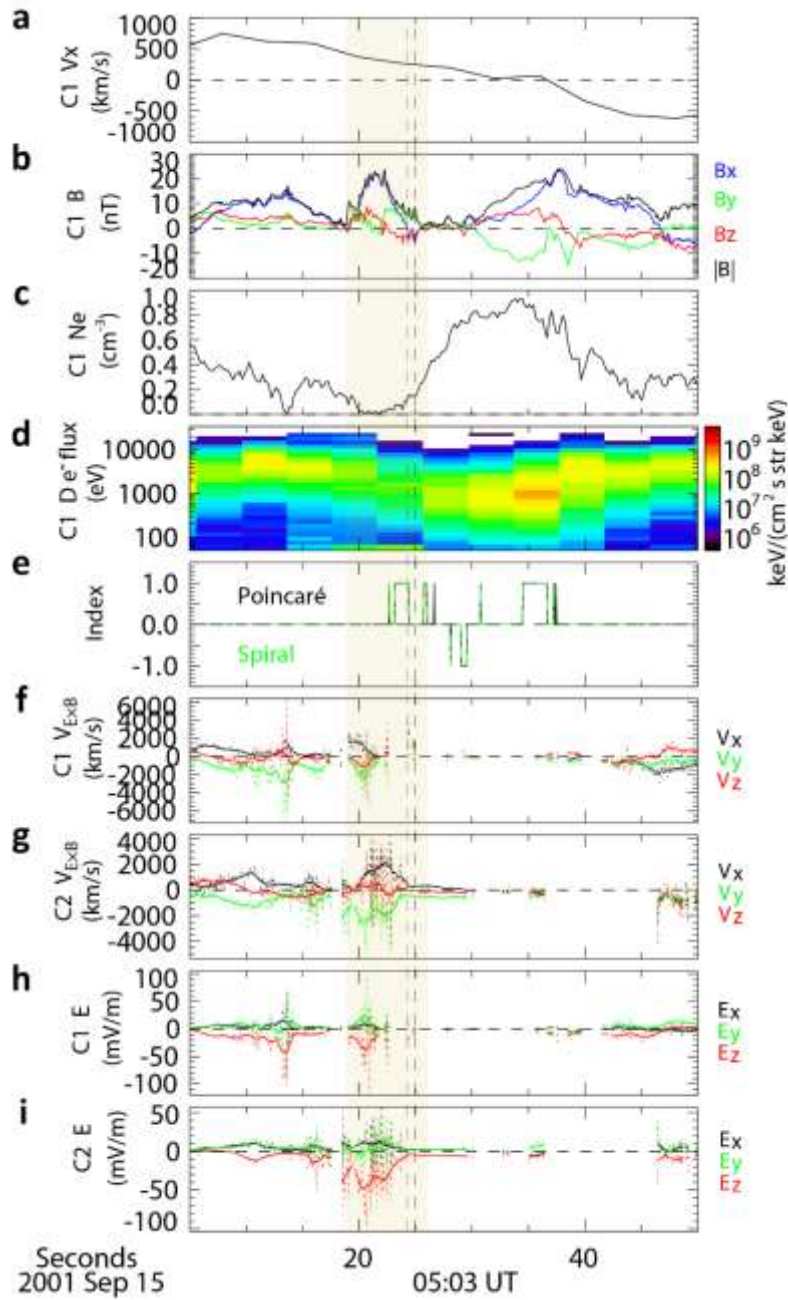 a
C1 Vx
(km/s)
1000
500
0
-500
-1000
b
C1 B
(nT)
30
20
10
0
-10
-20
Bx
By
Bz
|B|
c
C1 Ne
(cm⁻³)
1.0
0.8
0.6
0.4
0.2
0.0
d
C1 D e⁻ flux
(eV)
10000
1000
100
10⁹
10⁸
10⁷
10⁶
keV/(cm² s str keV)
e
Index
1.0
0.0
-1.0
Poincaré
Spiral
f
C1 V_ExB
(km/s)
6000
4000
2000
0
-2000
-4000
-6000
Vx
Vy
Vz
g
C2 V_ExB
(km/s)
4000
2000
0
-2000
-4000
Vx
Vy
Vz
h
C1 E
(mV/m)
100
50
0
-50
-100
Ex
Ey
Ez
i
C2 E
(mV/m)
50
0
-50
-100
Ex
Ey
Ez
Seconds 20 40
2001 Sep 15 05:03 UT